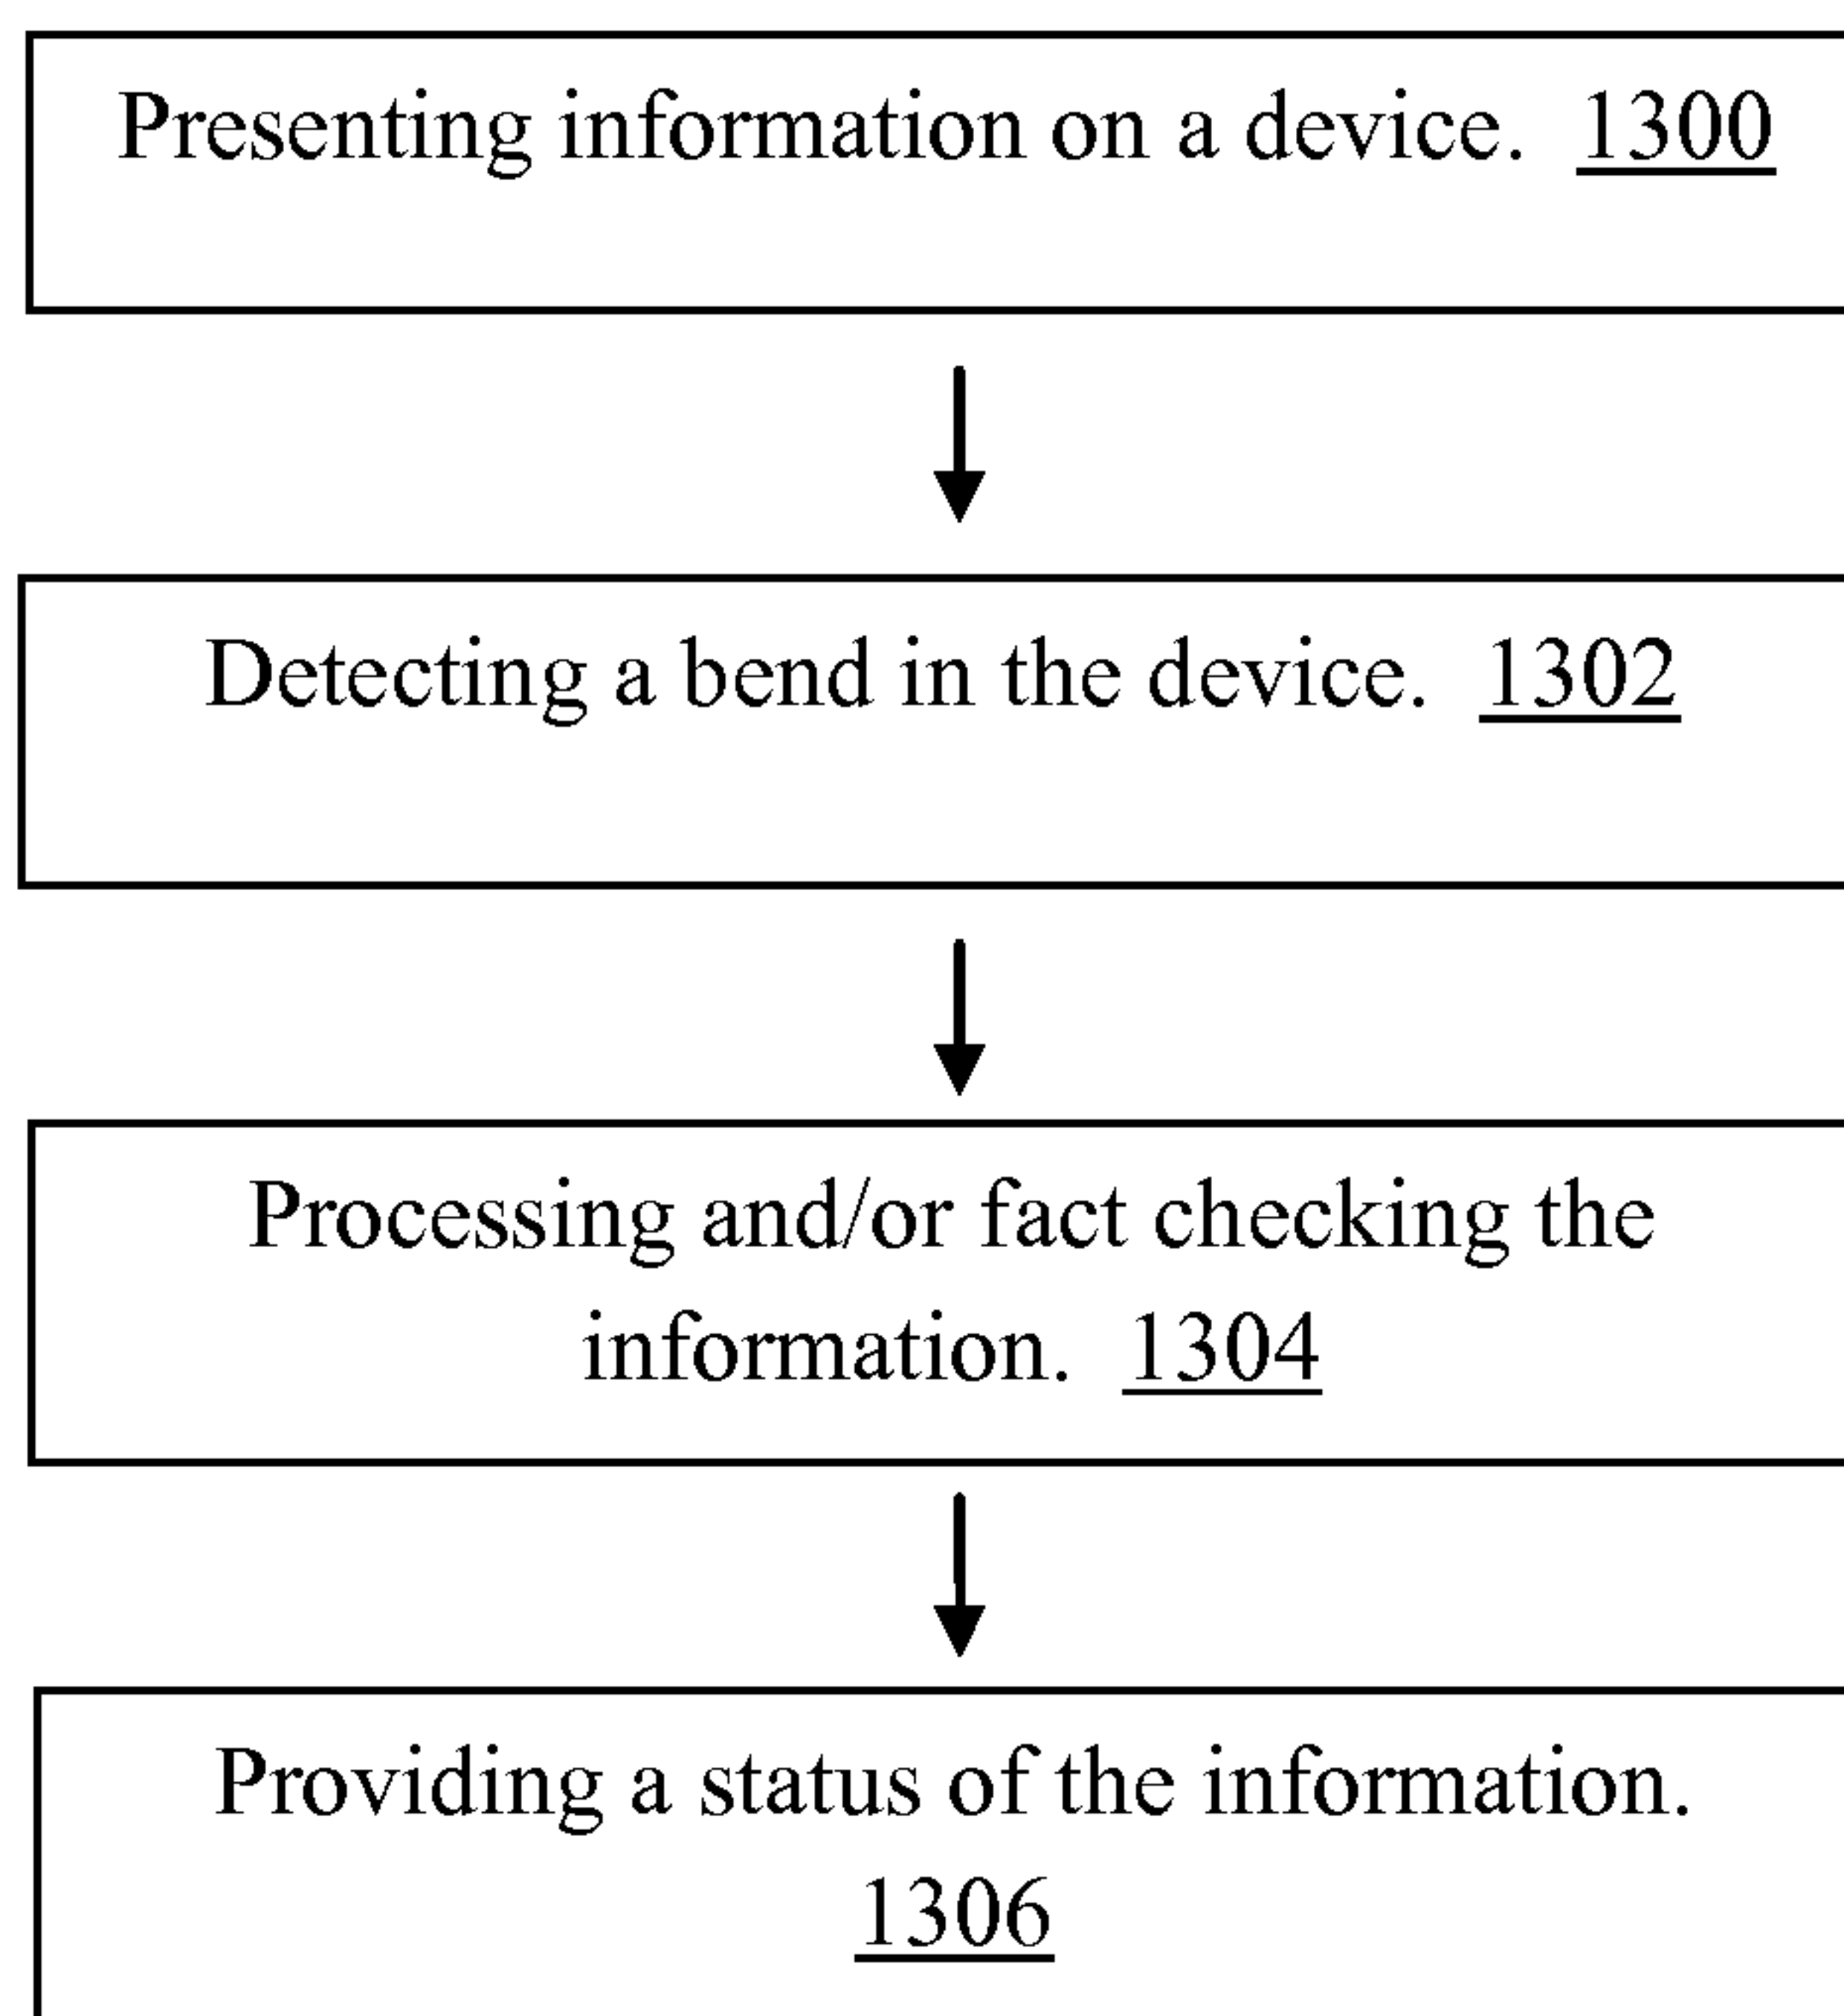 Presenting information on a device. 1300
Detecting a bend in the device. 1302
Processing and/or fact checking the
information. 1304
Providing a status of the information.
1306